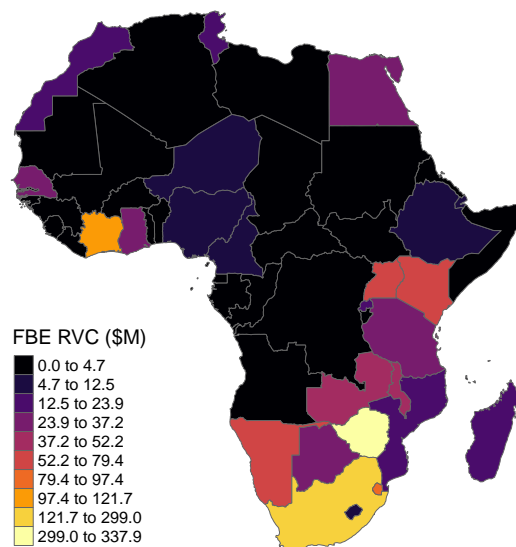 FBE RVC ($M)
0.0 to 4.7
4.7 to 12.5
12.5 to 23.9
23.9 to 37.2
37.2 to 52.2
52.2 to 79.4
79.4 to 97.4
97.4 to 121.7
121.7 to 299.0
299.0 to 337.9